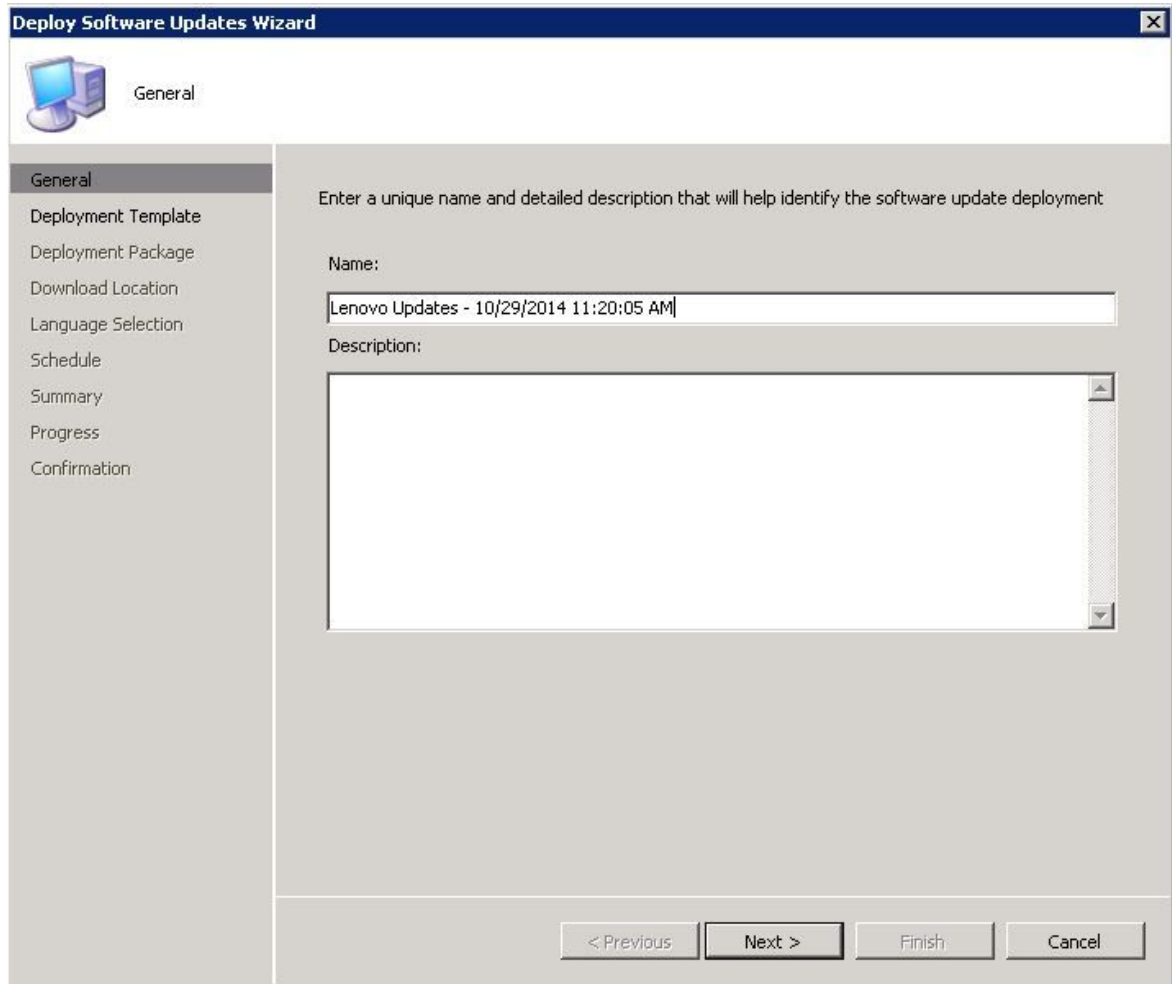 Deploy Software Updates Wizard
General
General
Deployment Template
Deployment Package
Download Location
Language Selection
Schedule
Summary
Progress
Confirmation
Enter a unique name and detailed description that will help identify the software update deployment
Name:
Lenovo Updates - 10/29/2014 11:20:05 AM
Description:
< Previous
Next >
Finish
Cancel